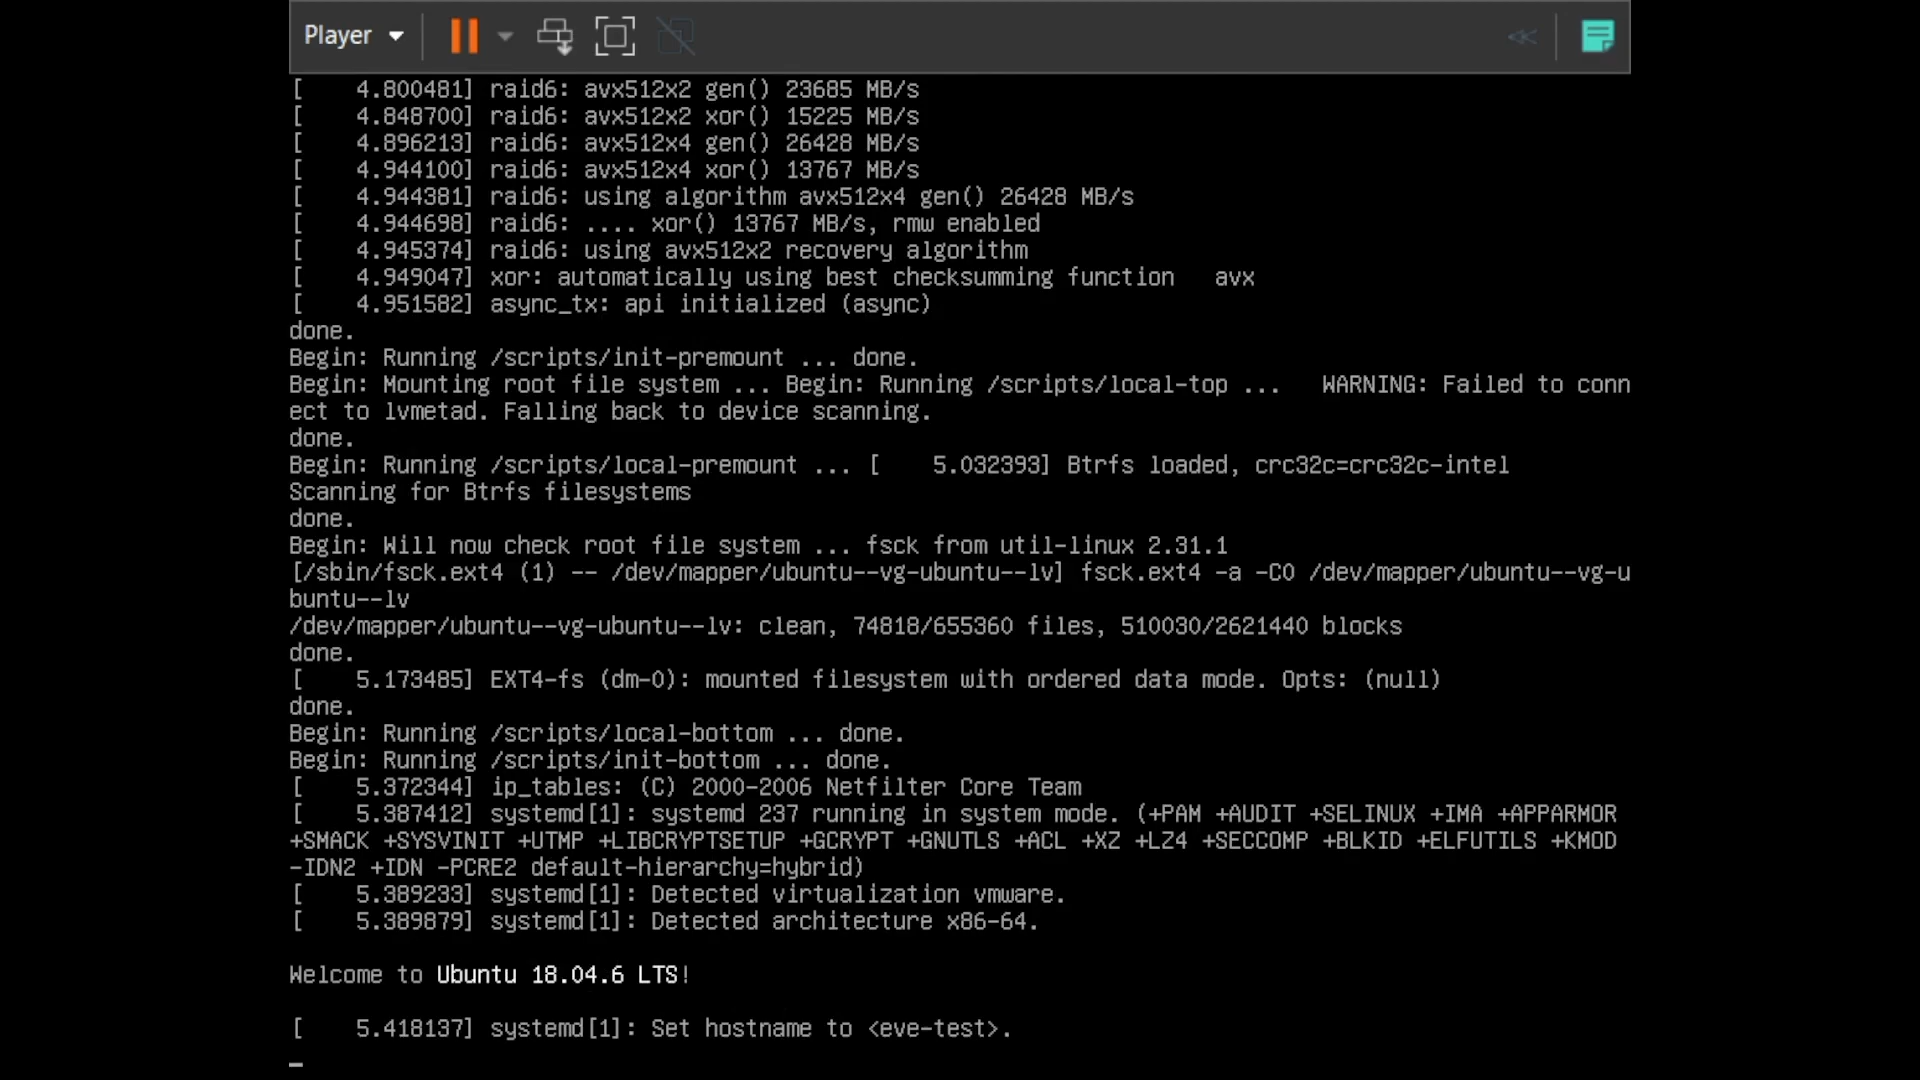 Player
[    4.800481] raid6: avx512x2 gen() 23685 MB/s
[    4.848700] raid6: avx512x2 xor() 15225 MB/s
[    4.896213] raid6: avx512x4 gen() 26428 MB/s
[    4.944100] raid6: avx512x4 xor() 13767 MB/s
[    4.944381] raid6: using algorithm avx512x4 gen() 26428 MB/s
[    4.944698] raid6: .... xor() 13767 MB/s, rmw enabled
[    4.945374] raid6: using avx512x2 recovery algorithm
[    4.949047] xor: automatically using best checksumming function   avx
[    4.951582] async_tx: api initialized (async)
done.
Begin: Running /scripts/init-premount ... done.
Begin: Mounting root file system ... Begin: Running /scripts/local-top ...   WARNING: Failed to conn
ect to lvmetad. Falling back to device scanning.
done.
Begin: Running /scripts/local-premount ... [    5.032393] Btrfs loaded, crc32c=crc32c-intel
Scanning for Btrfs filesystems
done.
Begin: Will now check root file system ... fsck from util-linux 2.31.1
[/sbin/fsck.ext4 (1) -- /dev/mapper/ubuntu--vg-ubuntu--lv] fsck.ext4 -a -C0 /dev/mapper/ubuntu--vg-u
buntu--lv
/dev/mapper/ubuntu--vg-ubuntu--lv: clean, 74818/655360 files, 510030/2621440 blocks
done.
[    5.173485] EXT4-fs (dm-0): mounted filesystem with ordered data mode. Opts: (null)
done.
Begin: Running /scripts/local-bottom ... done.
Begin: Running /scripts/init-bottom ... done.
[    5.372344] ip_tables: (C) 2000-2006 Netfilter Core Team
[    5.387412] systemd[1]: systemd 237 running in system mode. (+PAM +AUDIT +SELINUX +IMA +APPARMOR
+SMACK +SYSVINIT +UTMP +LIBCRYPTSETUP +GCRYPT +GNUTLS +ACL +XZ +LZ4 +SECCOMP +BLKID +ELFUTILS +KMOD
-IDN2 +IDN -PCRE2 default-hierarchy=hybrid)
[    5.389233] systemd[1]: Detected virtualization vmware.
[    5.389879] systemd[1]: Detected architecture x86-64.
Welcome to Ubuntu 18.04.6 LTS!
[    5.418137] systemd[1]: Set hostname to <eve-test>.